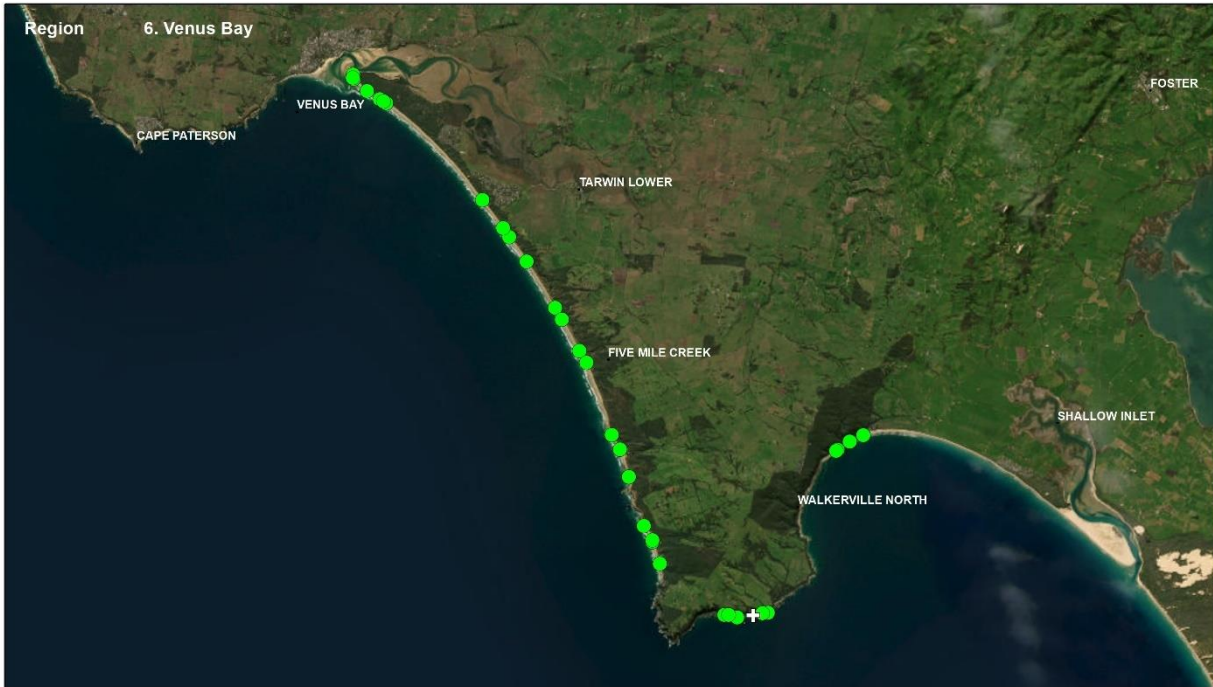 Region 6. Venus Bay
FOSTER
VENUS BAY
CAPE PATERSON
TARWIN LOWER
FIVE MILE CREEK
SHALLOW INLET
WALKERVILLE NORTH